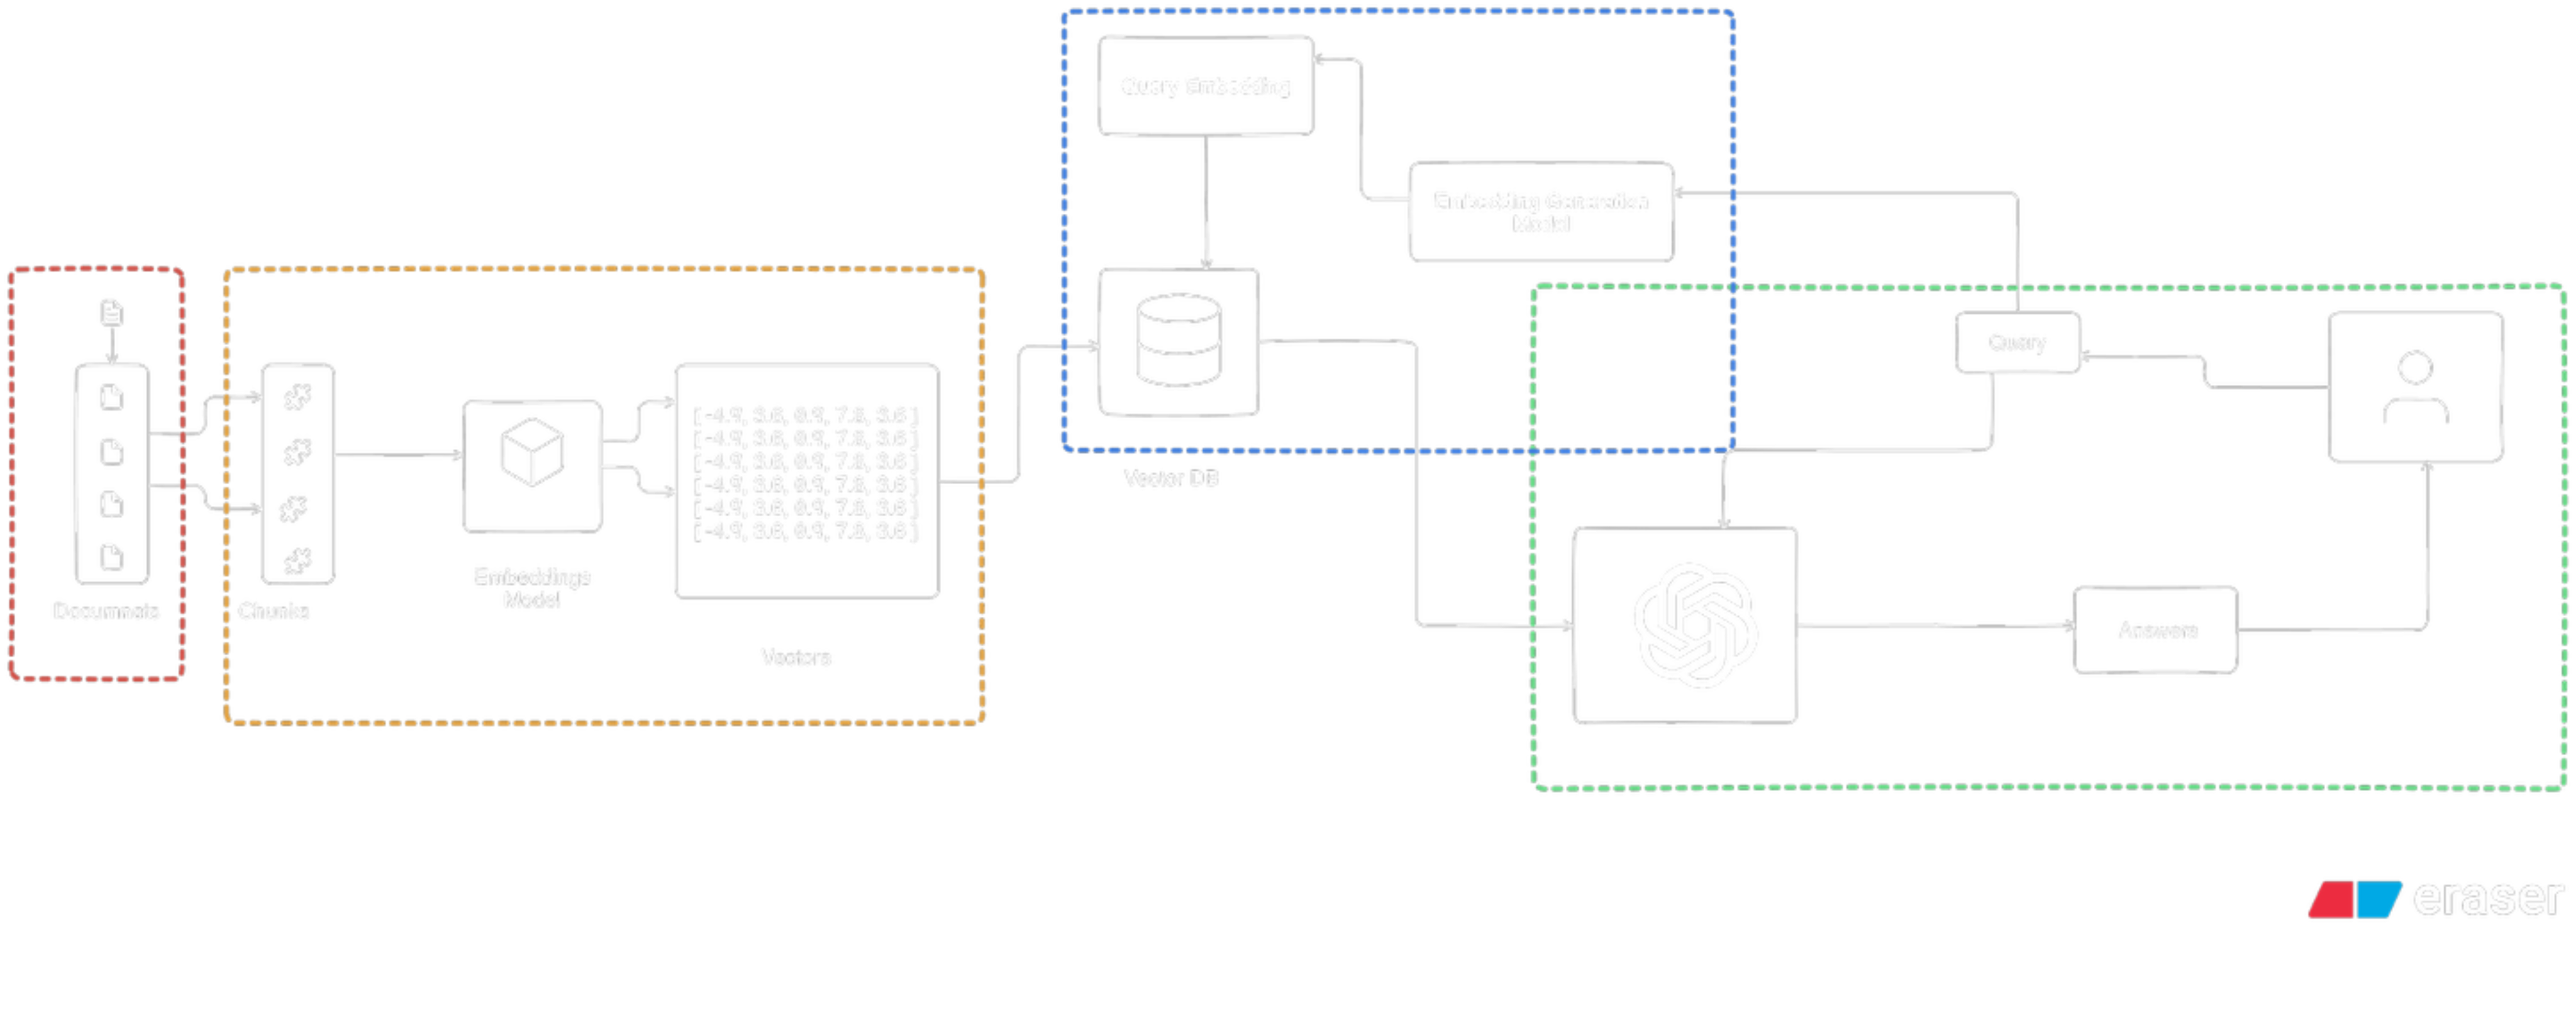 Query Embedding
Embedding Generation
Model
Query
[-4.9, 3.6, 0.9, 7.8, 3.6]
[-4.9, 3.6, 0.9, 7.8, 3.6]
[-4.9, 3.6, 0.9, 7.8, 3.6]
[-4.9, 3.6, 0.9, 7.8, 3.6]
[-4.9, 3.6, 0.9, 7.8, 3.6]
[-4.9, 3.6, 0.9, 7.8, 3.6]
Vector DB
Documnets
Chunks
Embeddings
Model
Vectors
Answers
eraser